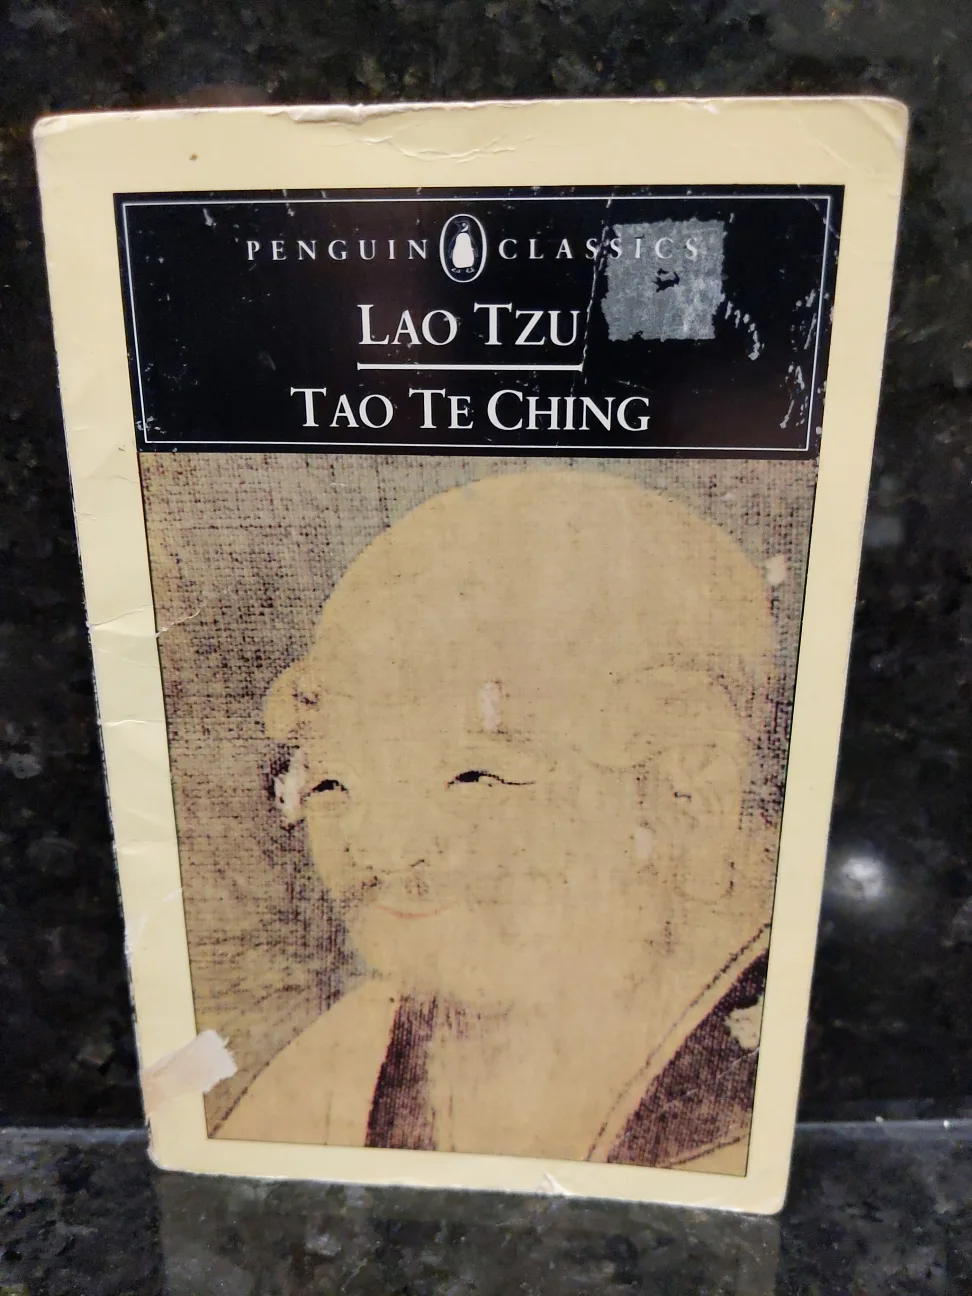 PENGUIN CLASSICS
LAO TZU
TAO TE CHING